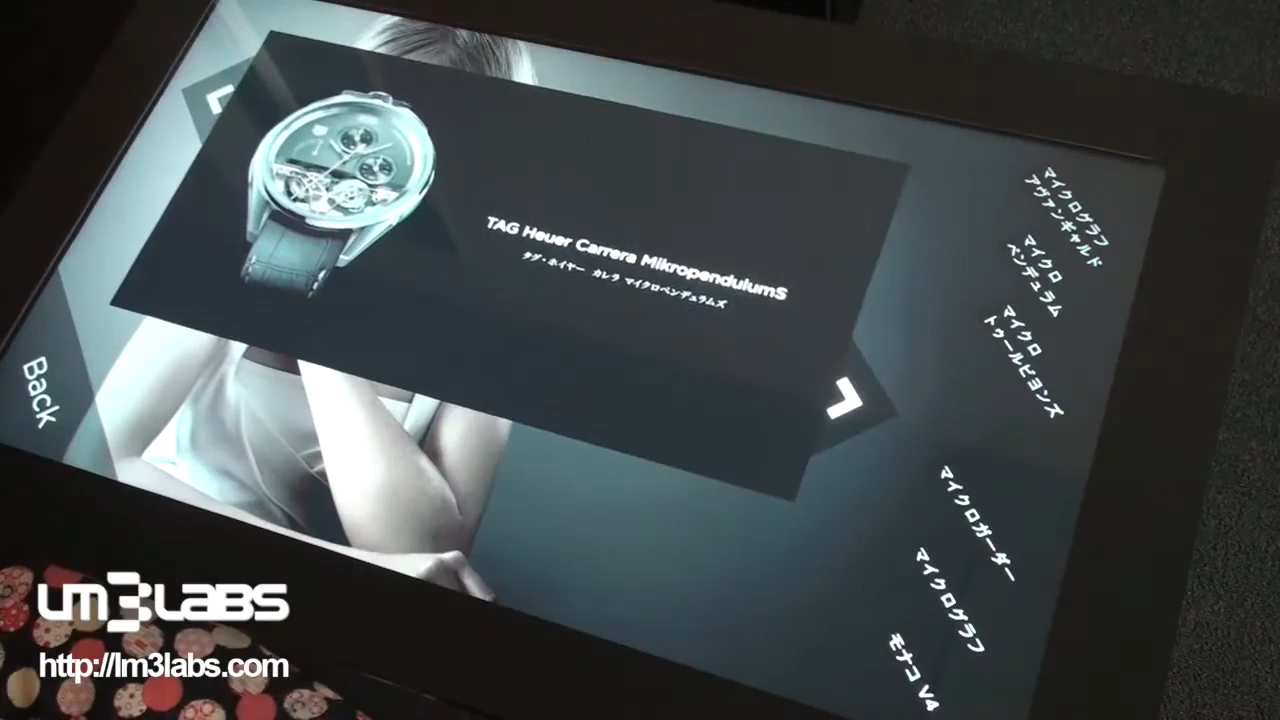 TAG Heuer Carrera MikropendulumS
タグ・ホイヤー カレラ マイクロペンデュラムズ
Back
マイクログラフ
アヴァンギャルド
マイクロ
ペンデュラム
マイクロ
トゥールビヨンス
マイクロガーダー
マイクログラフ
モナコ V4
LM3LABS
http://lm3labs.com